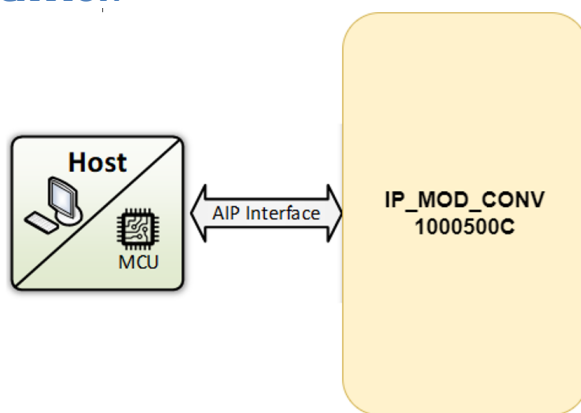 Host
MCU
AIP Interface
IP_MOD_CONV
1000500C